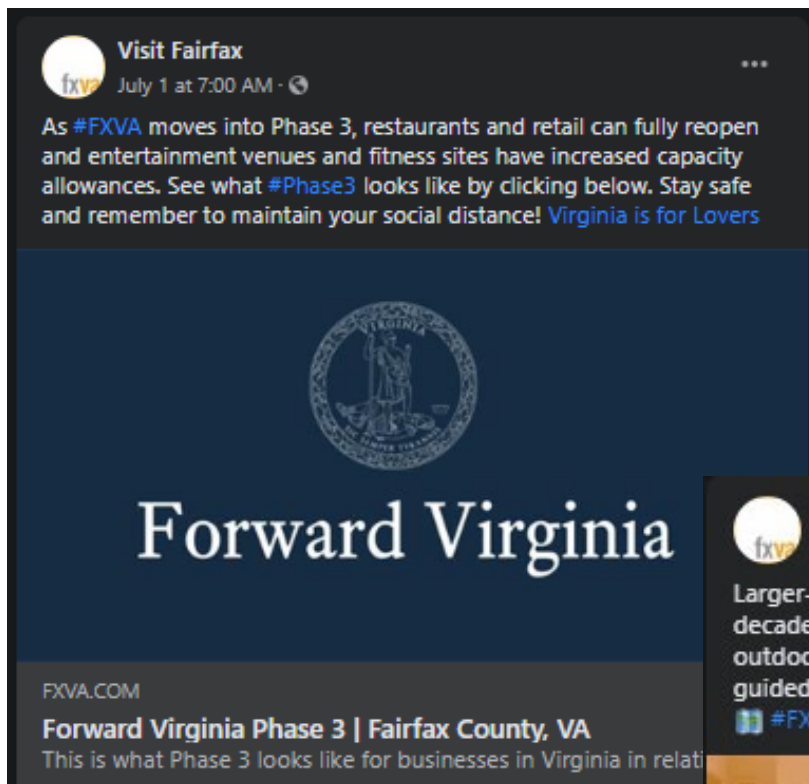 fxva
Visit Fairfax
July 1 at 7:00 AM ·
As #FXVA moves into Phase 3, restaurants and retail can fully reopen
and entertainment venues and fitness sites have increased capacity
allowances. See what #Phase3 looks like by clicking below. Stay safe
and remember to maintain your social distance! Virginia is for Lovers
VIRGINIA
SIC SEMPER TYRANNIS
Forward Virginia
FXVA.COM
Forward Virginia Phase 3 | Fairfax County, VA
This is what Phase 3 looks like for businesses in Virginia in relati
fxva
Larger-
decade
outdoo
guided
#FX